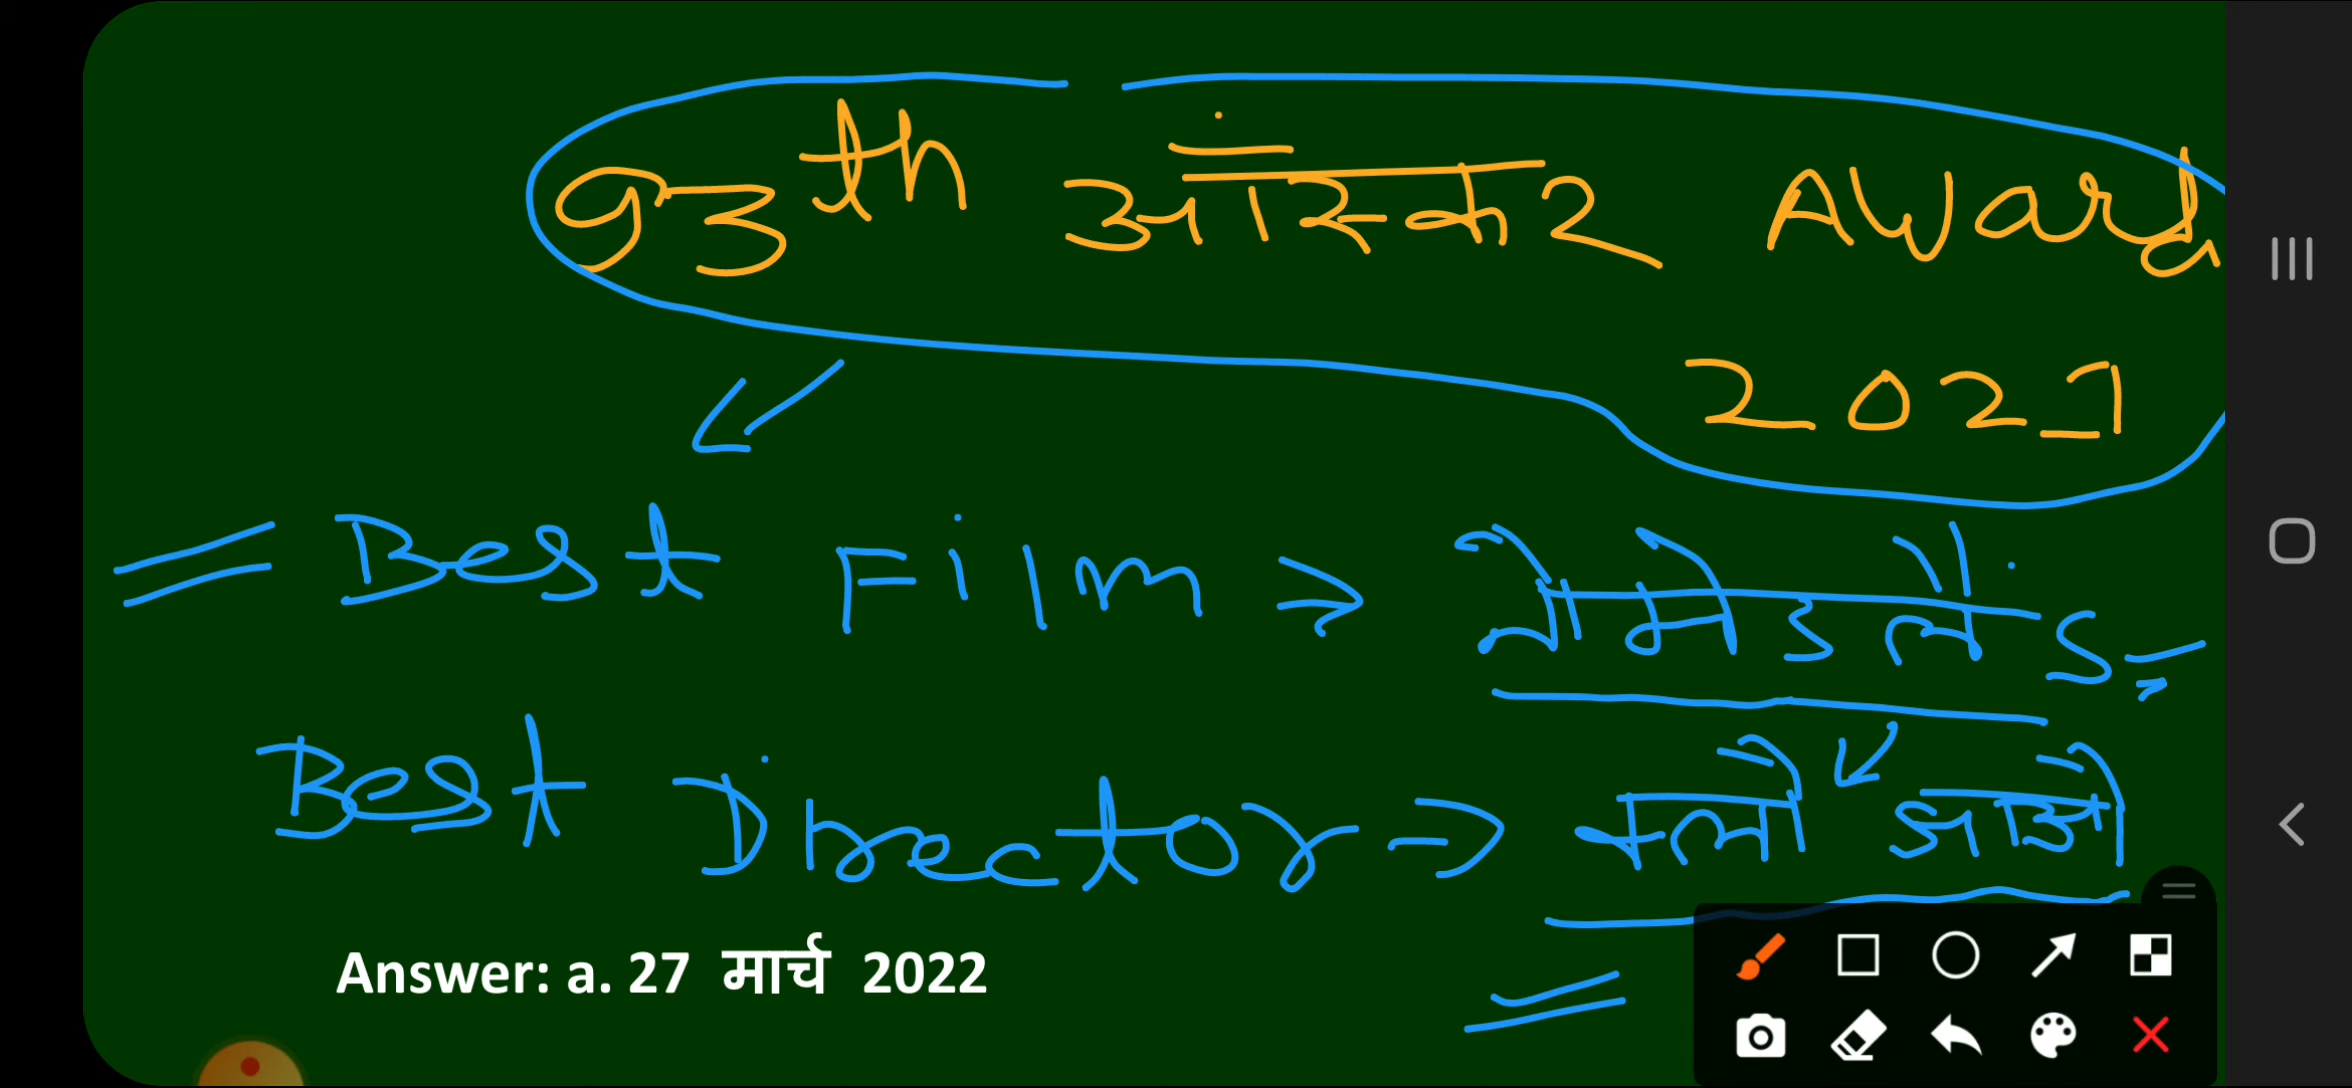 93th ऑस्कर Award
2021
Best Film → नोमेडलैंड
Best Director → क्लो झाओ
Answer: a. 27 मार्च 2022